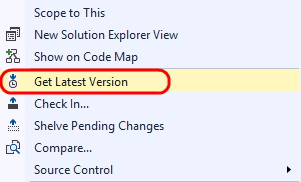 Scope to This
New Solution Explorer View
Show on Code Map
Get Latest Version
Check In...
Shelve Pending Changes
Compare...
Source Control